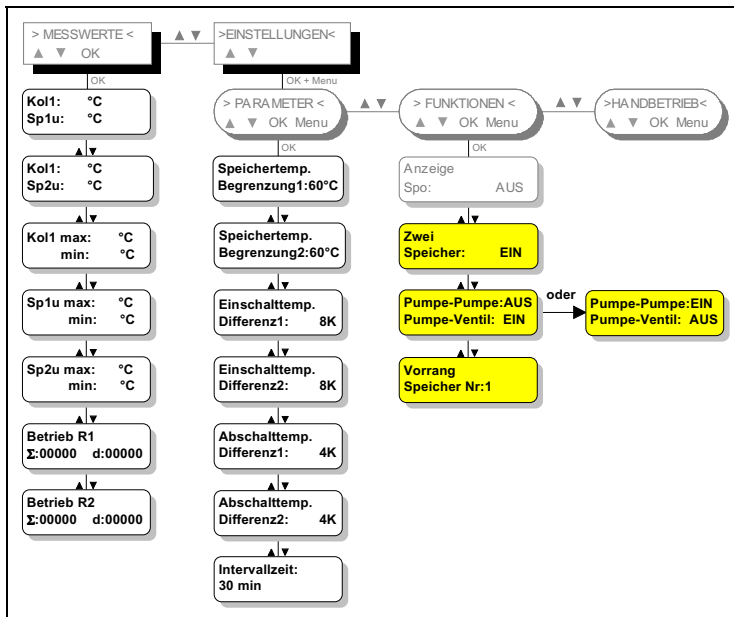 > MESSWERTE <
▲ ▼ OK
▲ ▼
>EINSTELLUNGEN<
▲ ▼
OK
OK + Menu
Kol1: °C
Sp1u: °C
▲ ▼
Kol1: °C
Sp2u: °C
▲ ▼
Kol1 max: °C
min: °C
▲ ▼
Sp1u max: °C
min: °C
▲ ▼
Sp2u max: °C
min: °C
▲ ▼
Betrieb R1
Σ:00000 d:00000
▲ ▼
Betrieb R2
Σ:00000 d:00000
> PARAMETER <
▲ ▼ OK Menu
▲ ▼
> FUNKTIONEN <
▲ ▼ OK Menu
▲ ▼
>HANDBETRIEB<
▲ ▼ OK Menu
OK
Speichertemp.
Begrenzung1:60°C
▲ ▼
Speichertemp.
Begrenzung2:60°C
▲ ▼
Einschalttemp.
Differenz1: 8K
▲ ▼
Einschalttemp.
Differenz2: 8K
▲ ▼
Abschalttemp.
Differenz1: 4K
▲ ▼
Abschalttemp.
Differenz2: 4K
▲ ▼
Intervallzeit:
30 min
OK
Anzeige
Spo: AUS
▲ ▼
Zwei
Speicher: EIN
▲ ▼
Pumpe-Pumpe:AUS
Pumpe-Ventil: EIN
oder
Pumpe-Pumpe:EIN
Pumpe-Ventil: AUS
▲ ▼
Vorrang
Speicher Nr:1